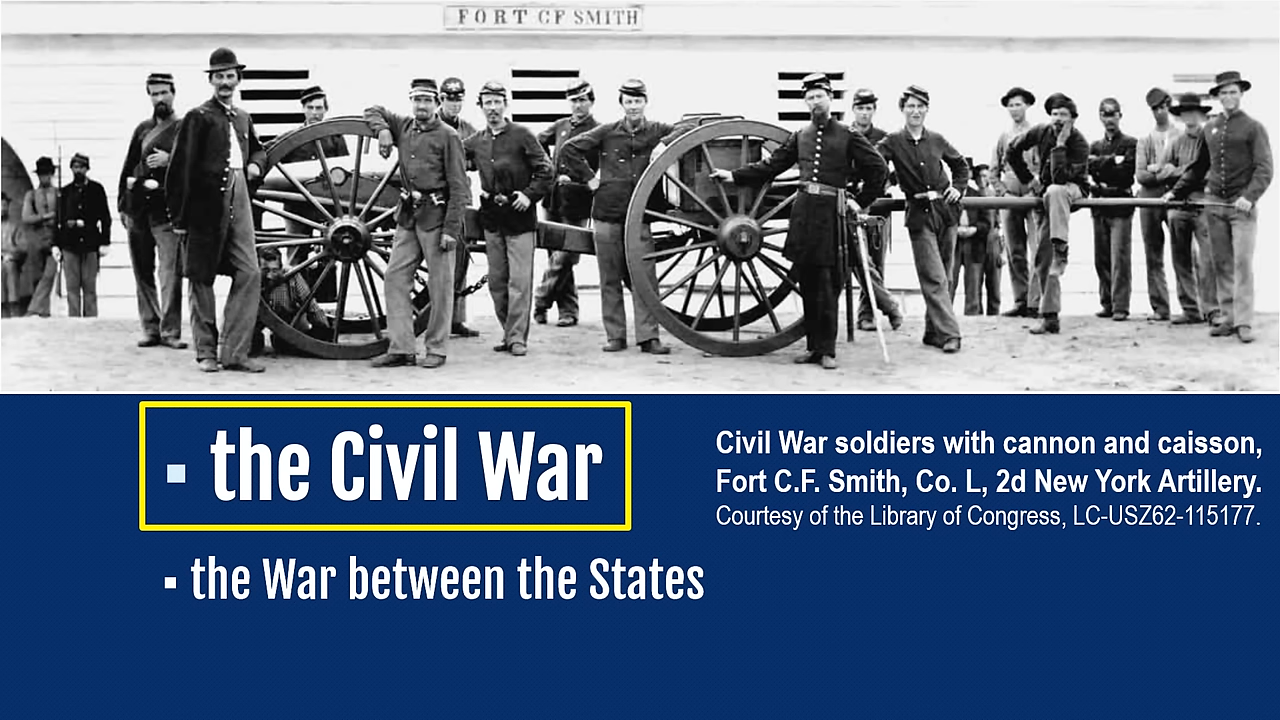 FORT CF SMITH
▪ the Civil War
▪ the War between the States
Civil War soldiers with cannon and caisson,
Fort C.F. Smith, Co. L, 2d New York Artillery.
Courtesy of the Library of Congress, LC-USZ62-115177.